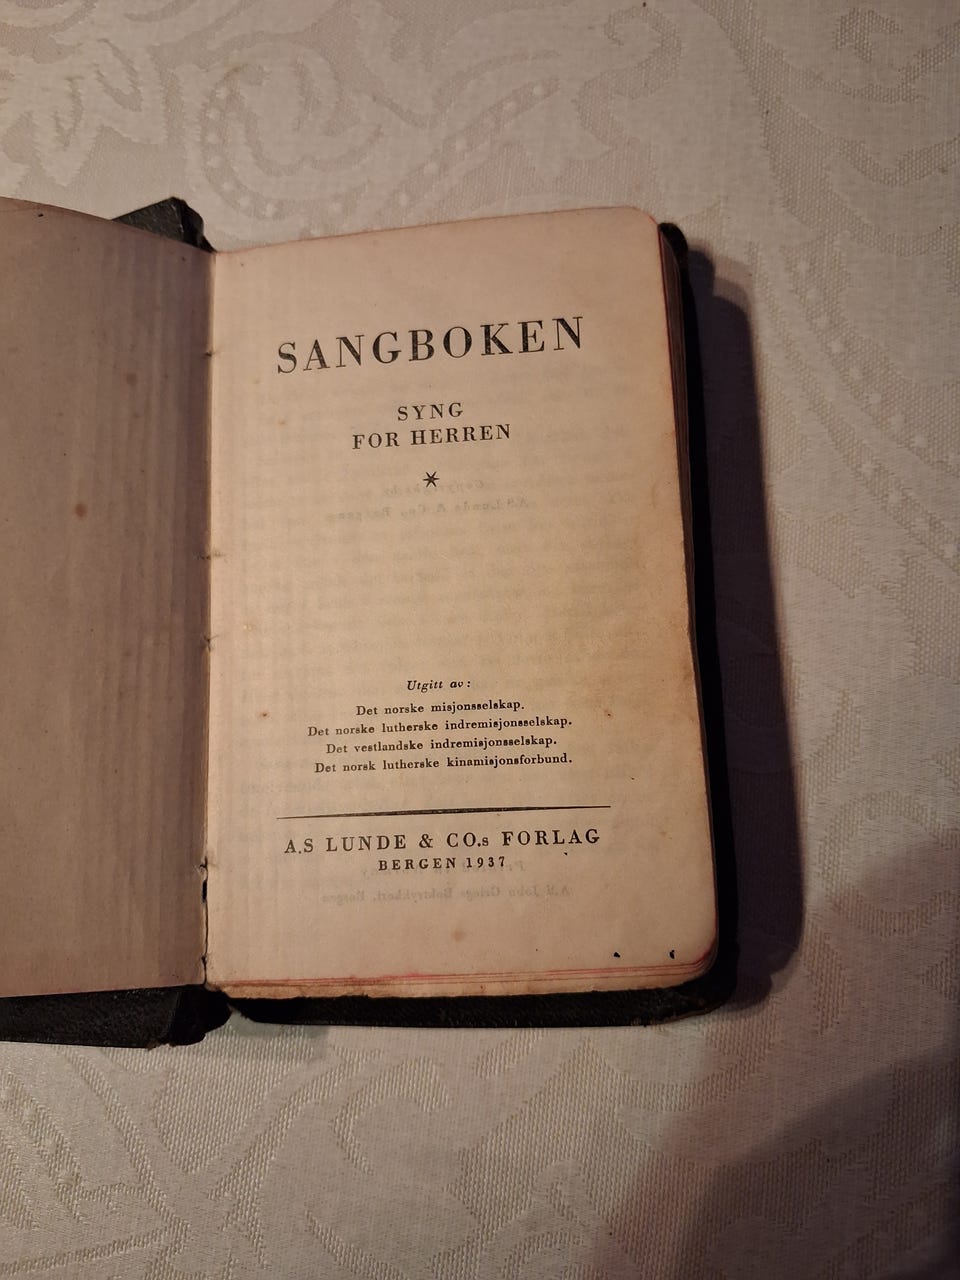 SANGBOKEN
SYNG
FOR HERREN
Utgitt av:
Det norske misjonsselskap.
Det norske lutherske indremisjonsselskap.
Det vestlandske indremisjonsselskap.
Det norsk lutherske kinamisjonsforbund.
A.S LUNDE & CO.s FORLAG
BERGEN 1937